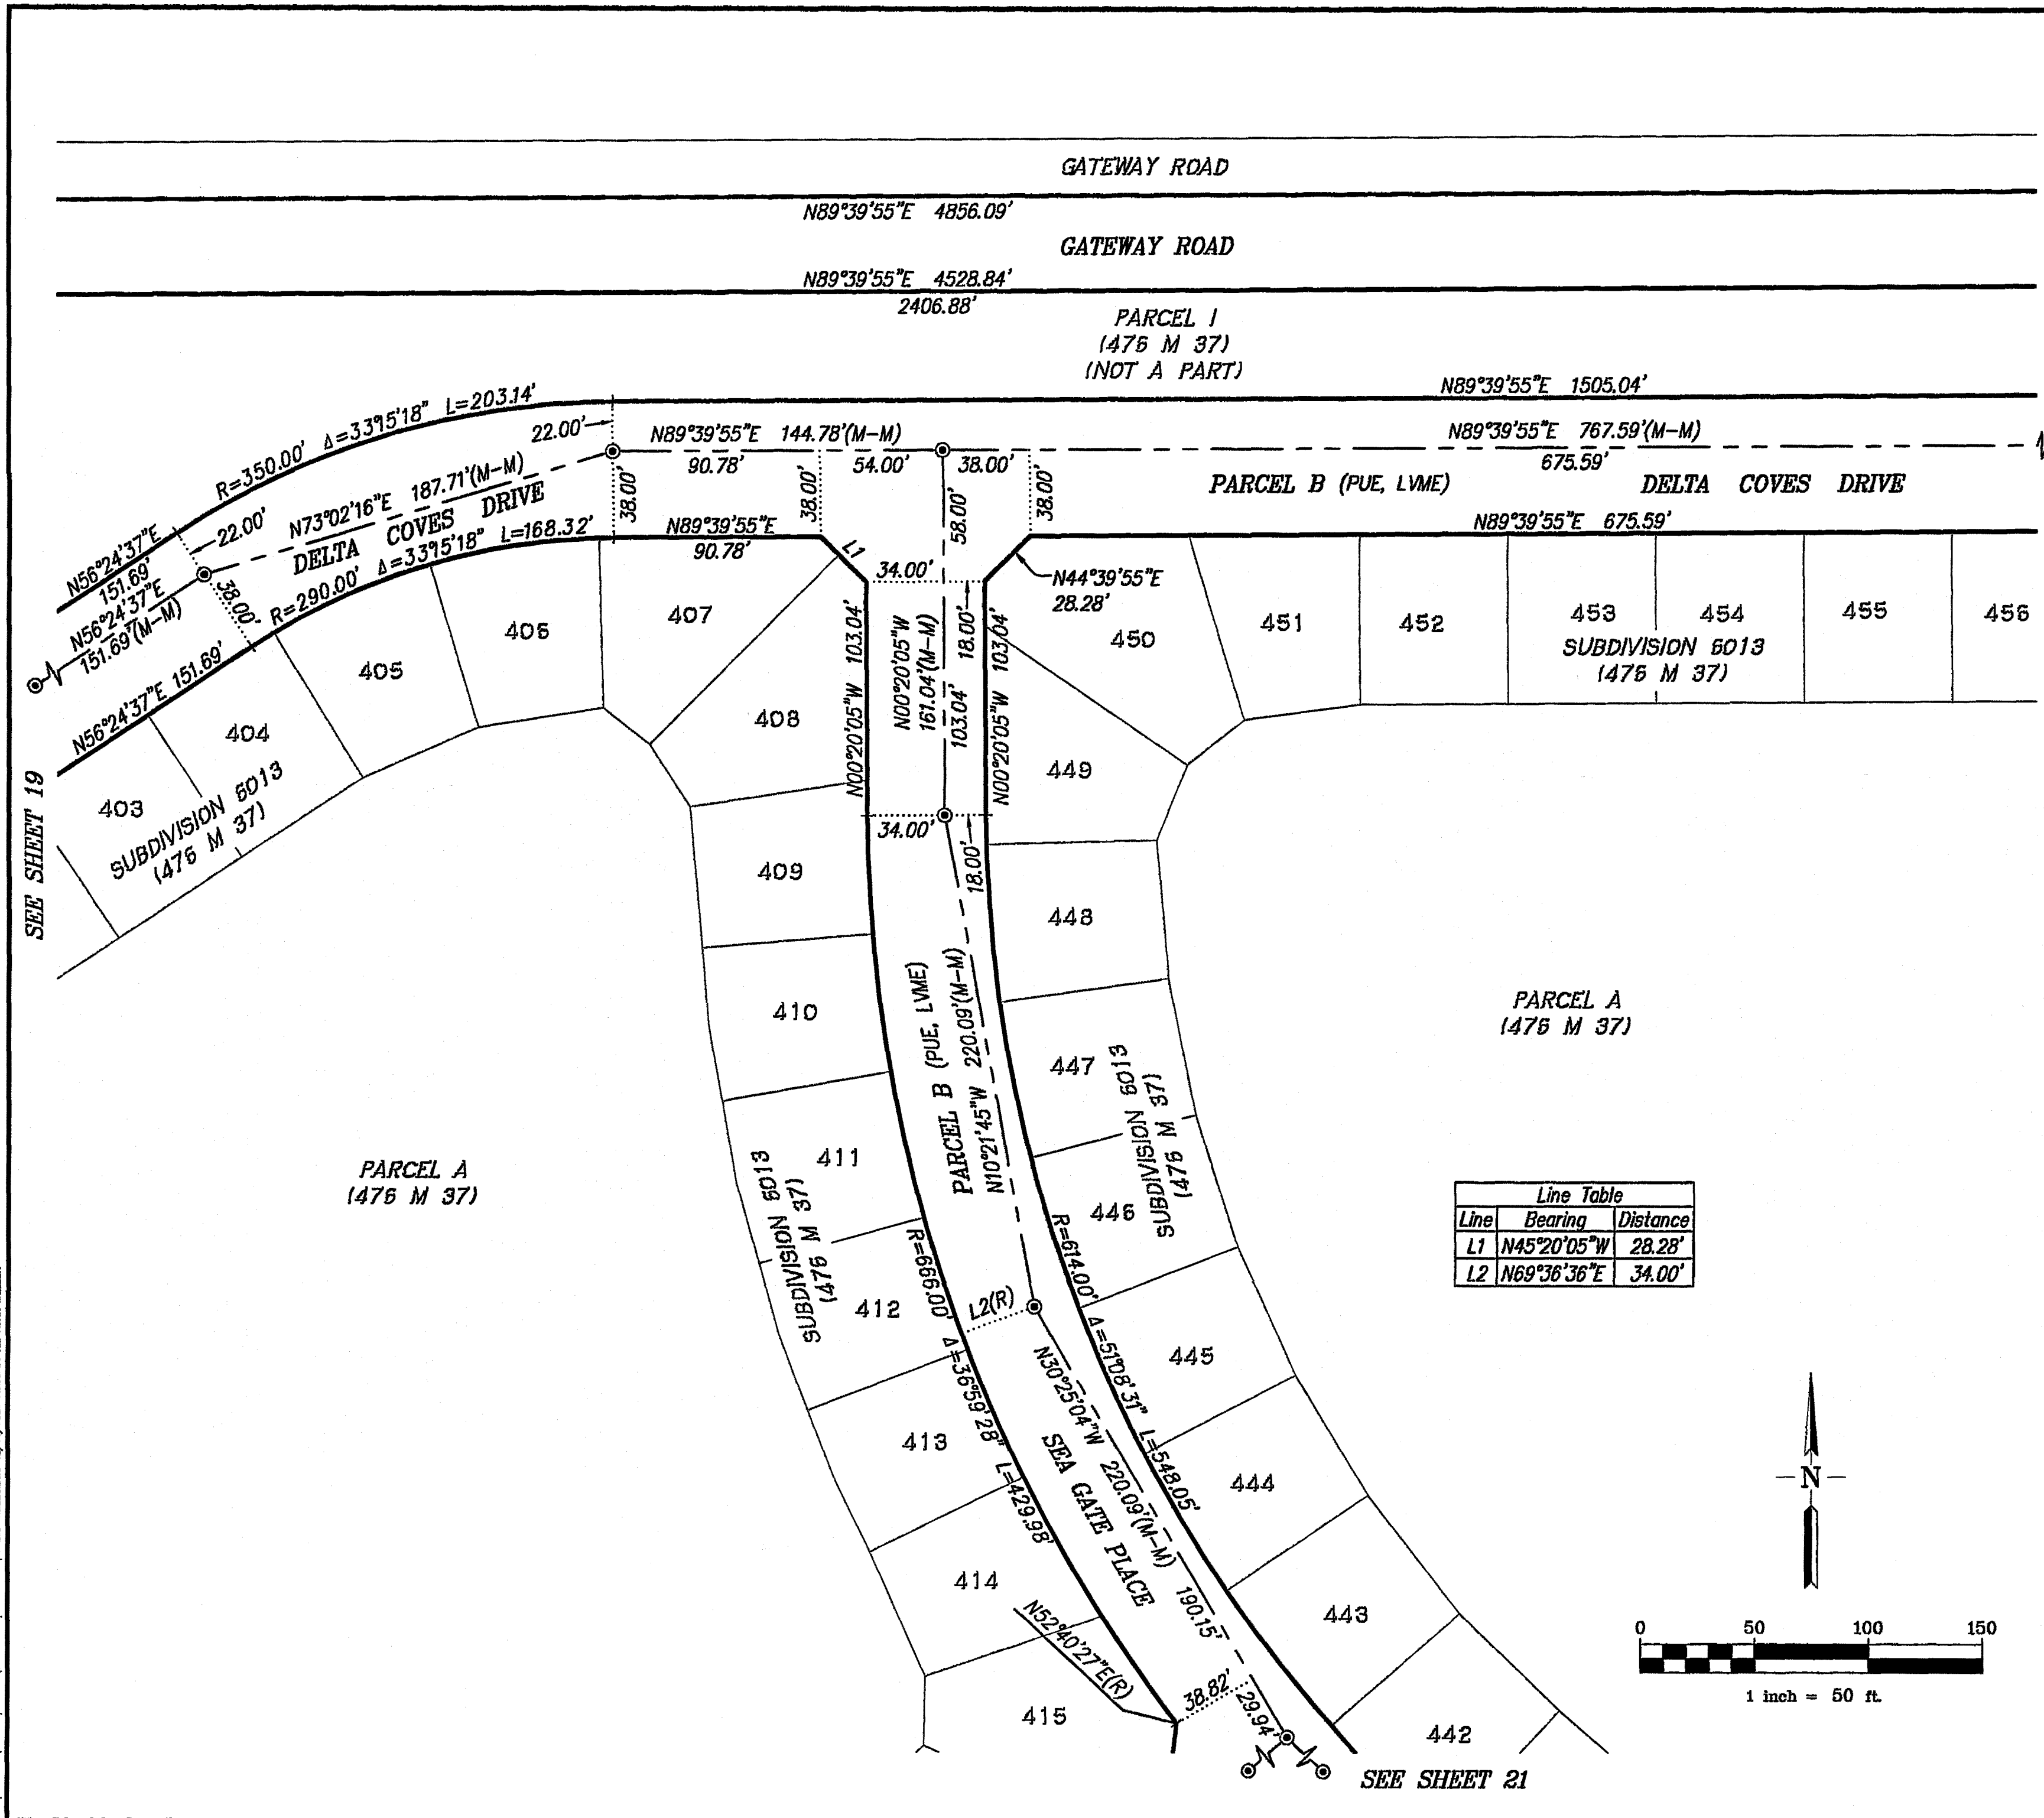 GATEWAY ROAD
N89°39'55"E 4856.09'
GATEWAY ROAD
N89°39'55"E 4528.84'
2406.88'
PARCEL I
(476 M 37)
(NOT A PART)
N89°39'55"E 1505.04'
R=350.00' Δ=33°15'18" L=203.14'
22.00'
N89°39'55"E 144.78'(M-M)
90.78'
54.00'
38.00'
N89°39'55"E 767.59'(M-M)
675.59'
PARCEL B (PUE, LVME)
DELTA COVES DRIVE
N89°39'55"E 675.59'
N56°24'37"E
151.69'
22.00'
N73°02'16"E 187.71'(M-M)
DELTA COVES DRIVE
R=290.00' Δ=33°15'18" L=168.32'
38.00'
38.00'
38.00'
58.00'
38.00'
N89°39'55"E
90.78'
L1
34.00'
N44°39'55"E
28.28'
N56°24'37"E
151.69'(M-M)
N56°24'37"E 151.69'
SEE SHEET 19
403
404
405
406
407
408
SUBDIVISION 6013
(476 M 37)
N00°20'05"W 103.04'
N00°20'05"W
161.04'(M-M)
103.04'
18.00'
N00°20'05"W 103.04'
450
451
452
453
454
455
456
SUBDIVISION 6013
(476 M 37)
449
34.00'
18.00'
409
448
410
PARCEL B (PUE, LVME)
N10°21'45"W 220.09'(M-M)
447
SUBDIVISION 6013
(476 M 37)
PARCEL A
(476 M 37)
PARCEL A
(476 M 37)
411
SUBDIVISION 6013
(476 M 37)
446
412
R=666.00' Δ=36°59'28" L=429.98'
L2(R)
R=614.00' Δ=51°08'31" L=548.05'
445
Line Table
Line Bearing Distance
L1 N45°20'05"W 28.28'
L2 N69°36'36"E 34.00'
N30°25'04"W 220.09'(M-M)
190.15'
SEA GATE PLACE
413
444
414
443
N52°40'27"E(R)
38.82'
29.94'
415
442
SEE SHEET 21
N
0 50 100 150
1 inch = 50 ft.